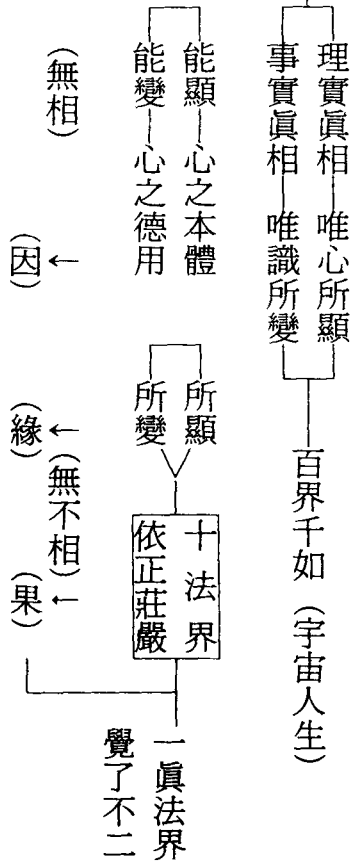 理實眞相—唯心所顯
事實眞相—唯識所變
百界千如（宇宙人生）
能顯—心之本體
能變—心之德用
所顯
所變
十法界
依正莊嚴
一眞法界
覺了不二
（無相）
（因）←
（緣）←（無不相）←（果）